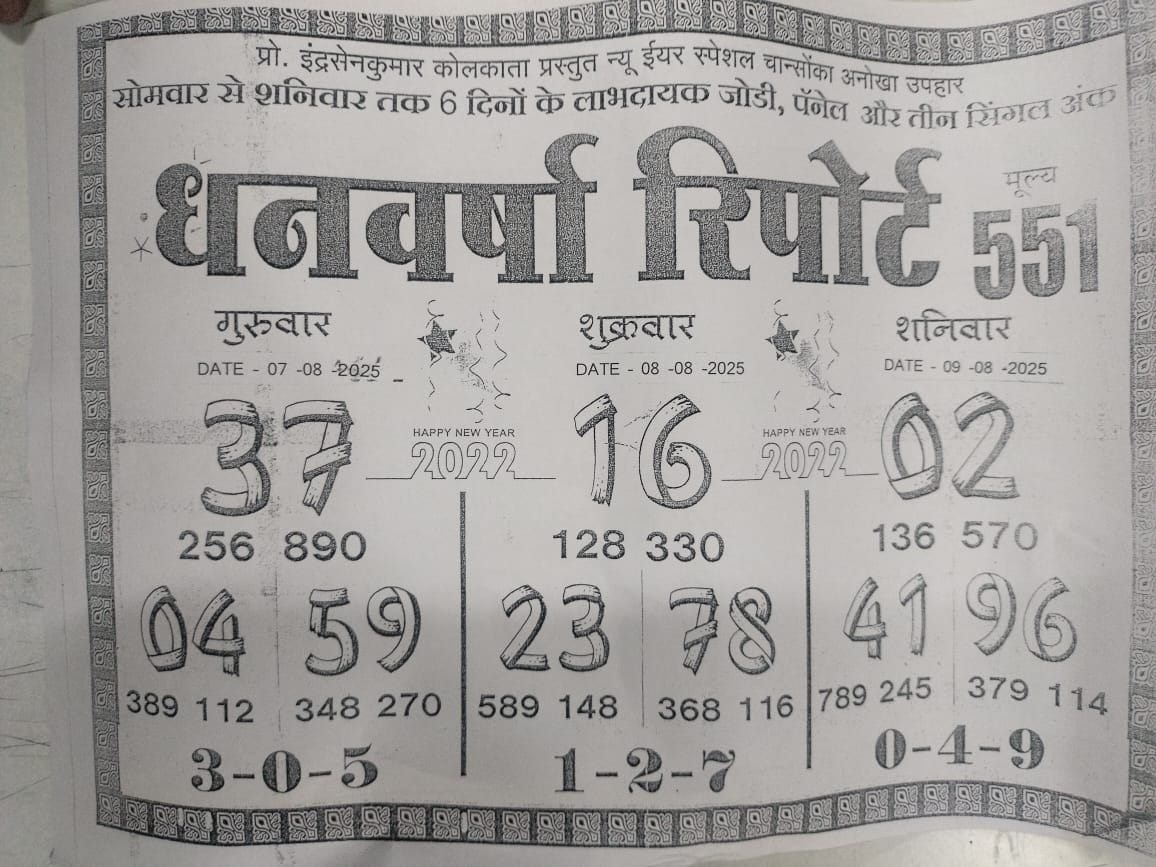 प्रो. इंद्रसेनकुमार कोलकाता प्रस्तुत न्यू ईयर स्पेशल चान्सोंका अनोखा उपहार
सोमवार से शनिवार तक 6 दिनों के लाभदायक जोडी, पॅनेल और तीन सिंगल अंक
धनवर्षा रिपोर्ट मूल्य 551
गुरुवार शुक्रवार शनिवार
DATE - 07 -08 -2025 DATE - 08 -08 -2025 DATE - 09 -08 -2025
37 HAPPY NEW YEAR 2022 16 HAPPY NEW YEAR 2022 02
256 890 128 330 136 570
04 59 23 78 41 96
389 112 348 270 589 148 368 116 789 245 379 114
3-0-5 1-2-7 0-4-9